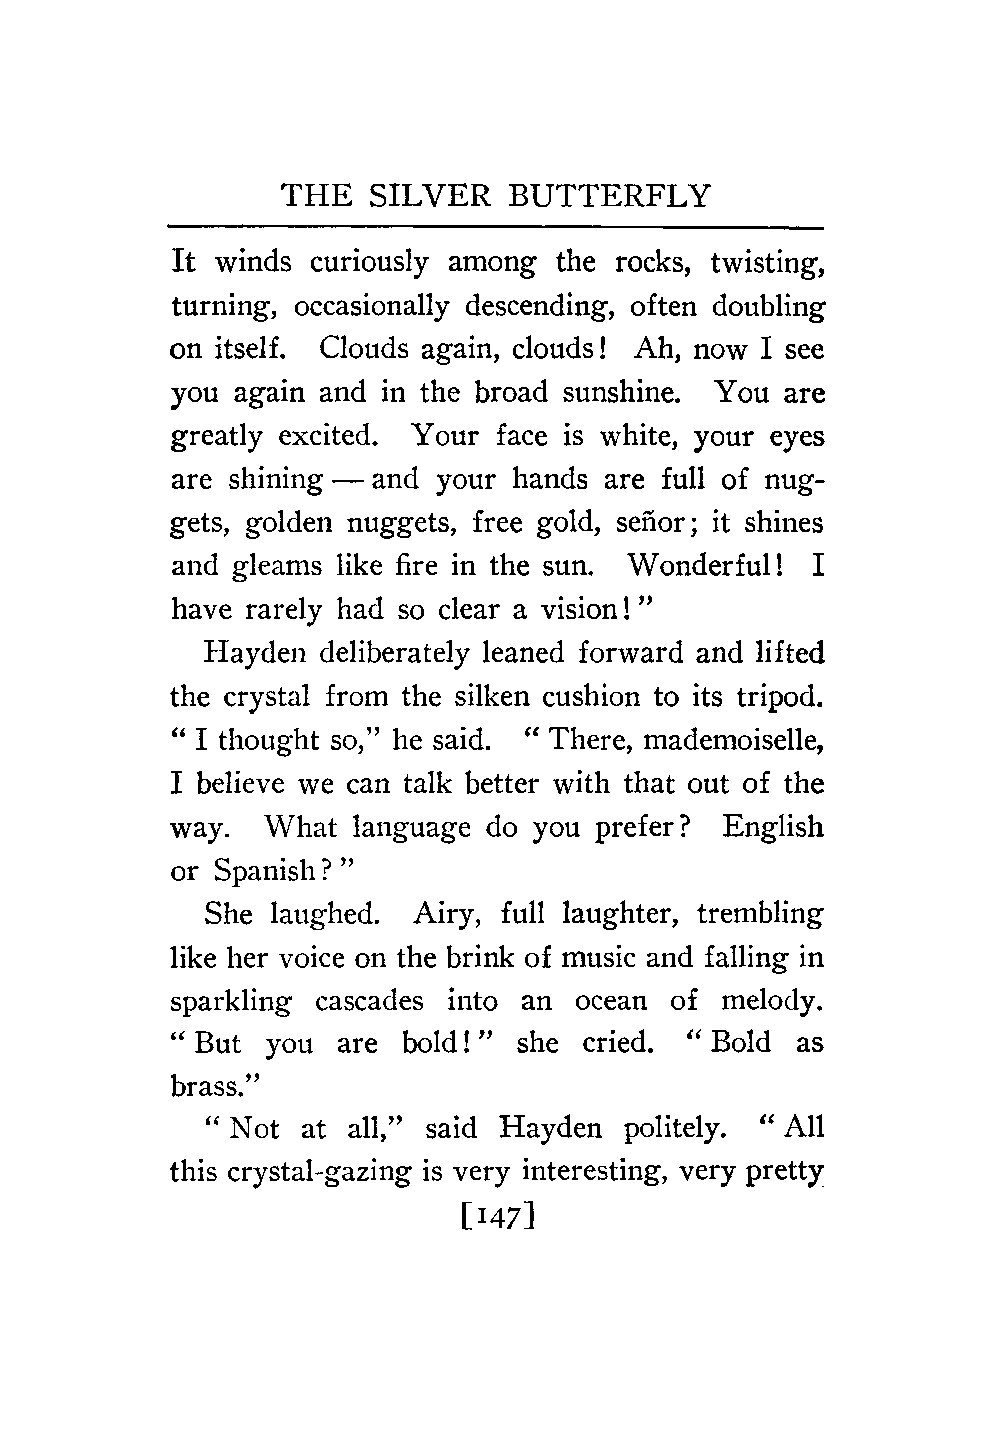 THE SILVER BUTTERFLY
It winds curiously among the rocks, twisting,
turning, occasionally descending, often doubling
on itself. Clouds again, clouds! Ah, now I see
you again and in the broad sunshine. You are
greatly excited. Your face is white, your eyes
are shining — and your hands are full of nug-
gets, golden nuggets, free gold, señor; it shines
and gleams like fire in the sun. Wonderful! I
have rarely had so clear a vision!”
Hayden deliberately leaned forward and lifted
the crystal from the silken cushion to its tripod.
“ I thought so,” he said. “ There, mademoiselle,
I believe we can talk better with that out of the
way. What language do you prefer? English
or Spanish?”
She laughed. Airy, full laughter, trembling
like her voice on the brink of music and falling in
sparkling cascades into an ocean of melody.
“ But you are bold!” she cried. “ Bold as
brass.”
“ Not at all,” said Hayden politely. “ All
this crystal-gazing is very interesting, very pretty
[147]